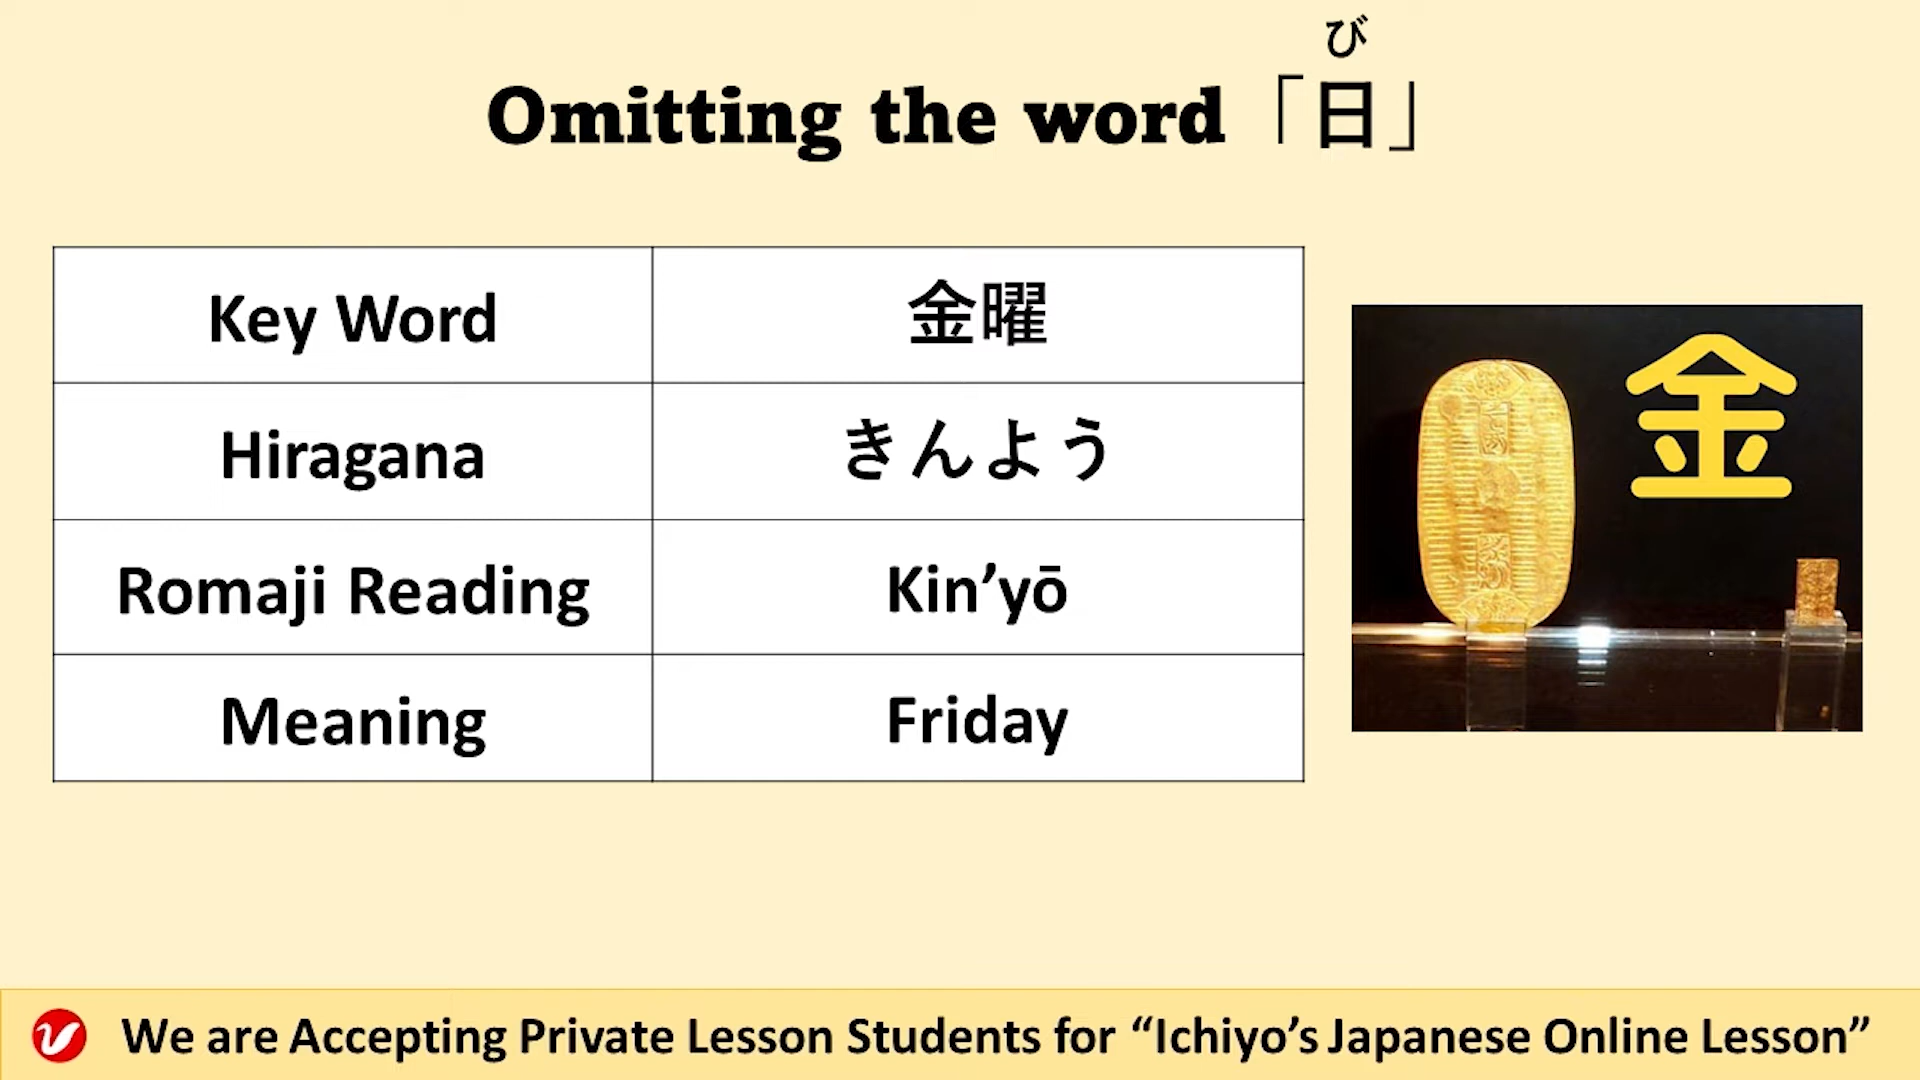 び
Omitting the word「日」
Key Word 金曜
Hiragana きんよう
Romaji Reading Kin’yō
Meaning Friday
金
We are Accepting Private Lesson Students for “Ichiyo’s Japanese Online Lesson”